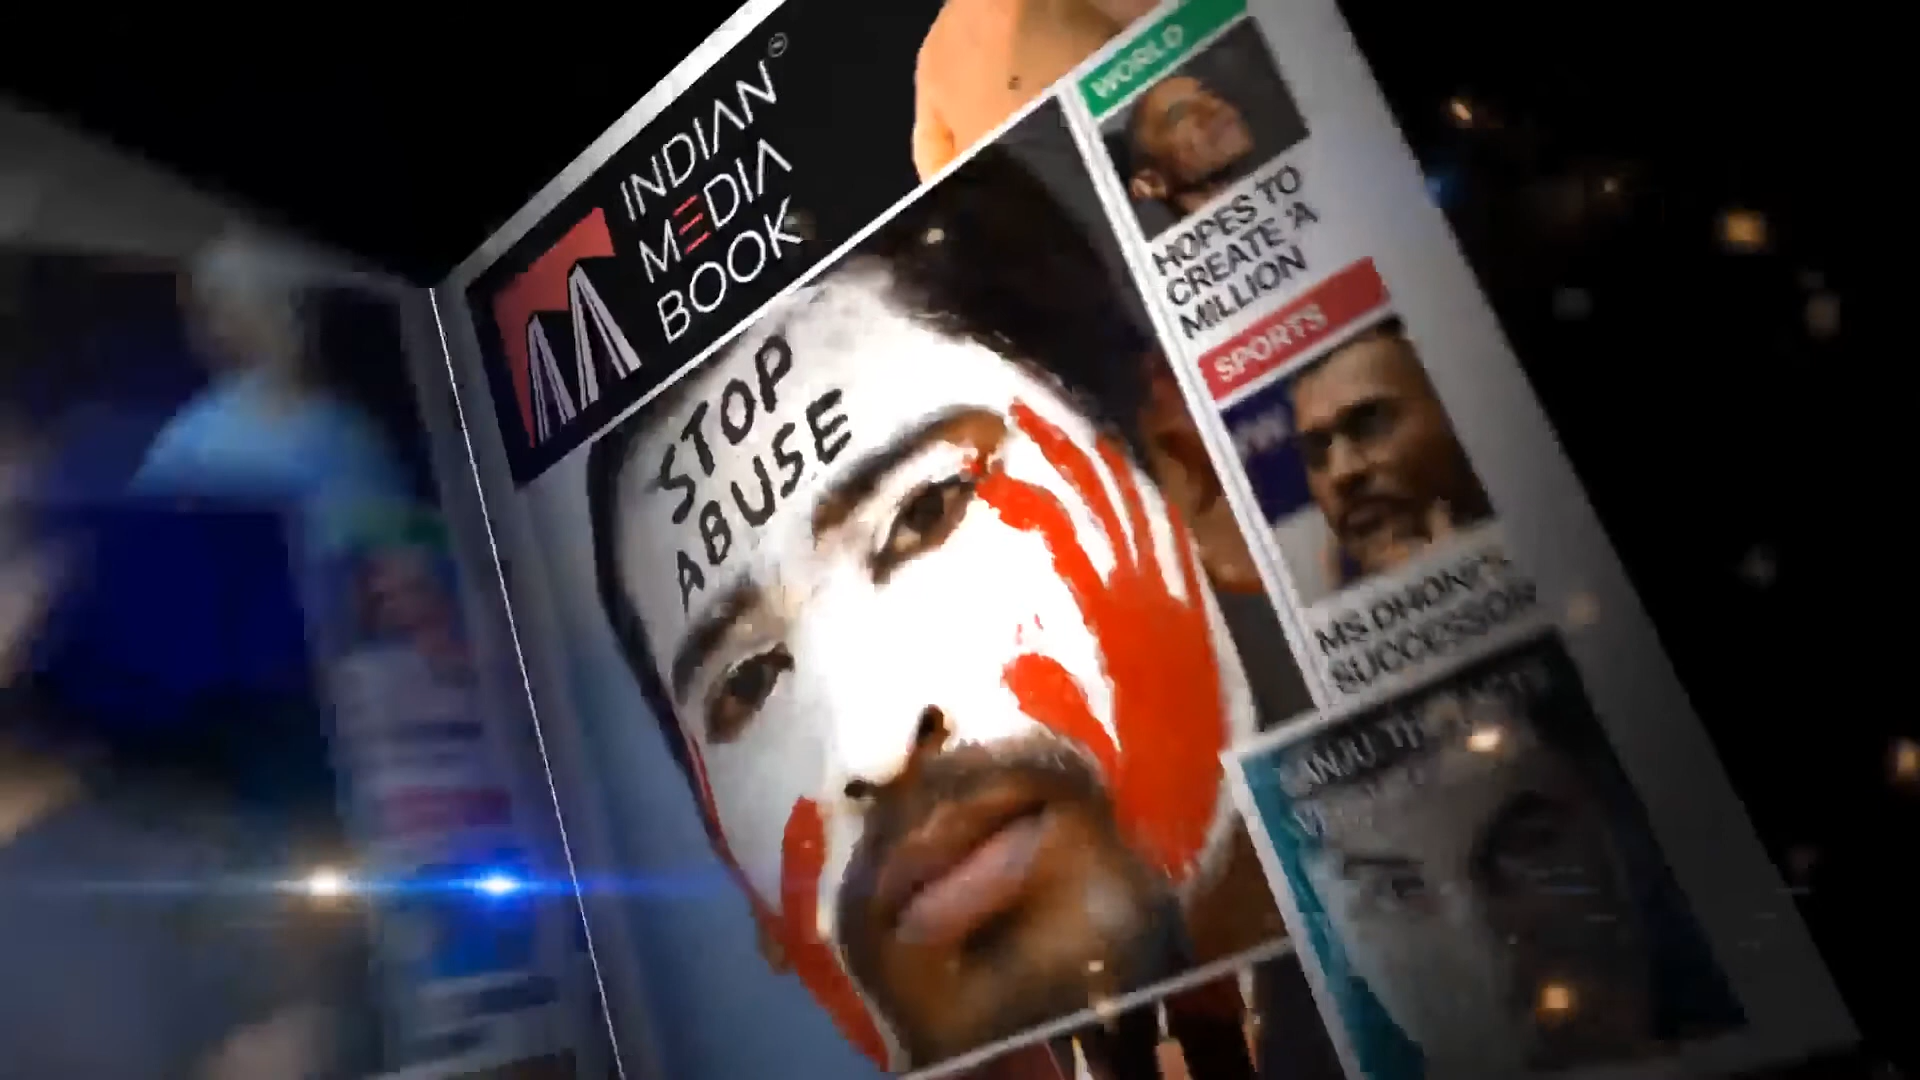 INDIAN
MEDIA
BOOK
STOP
ABUSE
WORLD
HOPES TO
CREATE 'A
MILLION
SPORTS
MS DHONI'S
SUCCESSOR